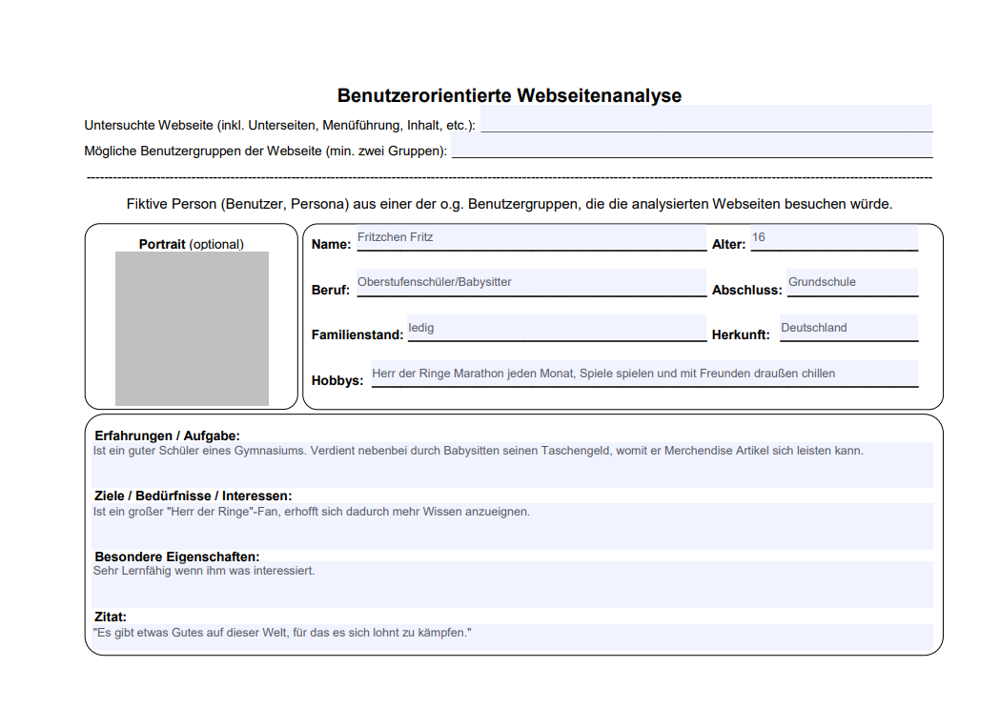 Benutzerorientierte Webseitenanalyse
Untersuchte Webseite (inkl. Unterseiten, Menüführung, Inhalt, etc.):
Mögliche Benutzergruppen der Webseite (min. zwei Gruppen):
Fiktive Person (Benutzer, Persona) aus einer der o.g. Benutzergruppen, die die analysierten Webseiten besuchen würde.
Portrait (optional)
Name: Fritzchen Fritz Alter: 16
Beruf: Oberstufenschüler/Babysitter Abschluss: Grundschule
Familienstand: ledig Herkunft: Deutschland
Hobbys: Herr der Ringe Marathon jeden Monat, Spiele spielen und mit Freunden draußen chillen
Erfahrungen / Aufgabe:
Ist ein guter Schüler eines Gymnasiums. Verdient nebenbei durch Babysitten seinen Taschengeld, womit er Merchendise Artikel sich leisten kann.
Ziele / Bedürfnisse / Interessen:
Ist ein großer "Herr der Ringe"-Fan, erhofft sich dadurch mehr Wissen anzueignen.
Besondere Eigenschaften:
Sehr Lernfähig wenn ihm was interessiert.
Zitat:
"Es gibt etwas Gutes auf dieser Welt, für das es sich lohnt zu kämpfen."